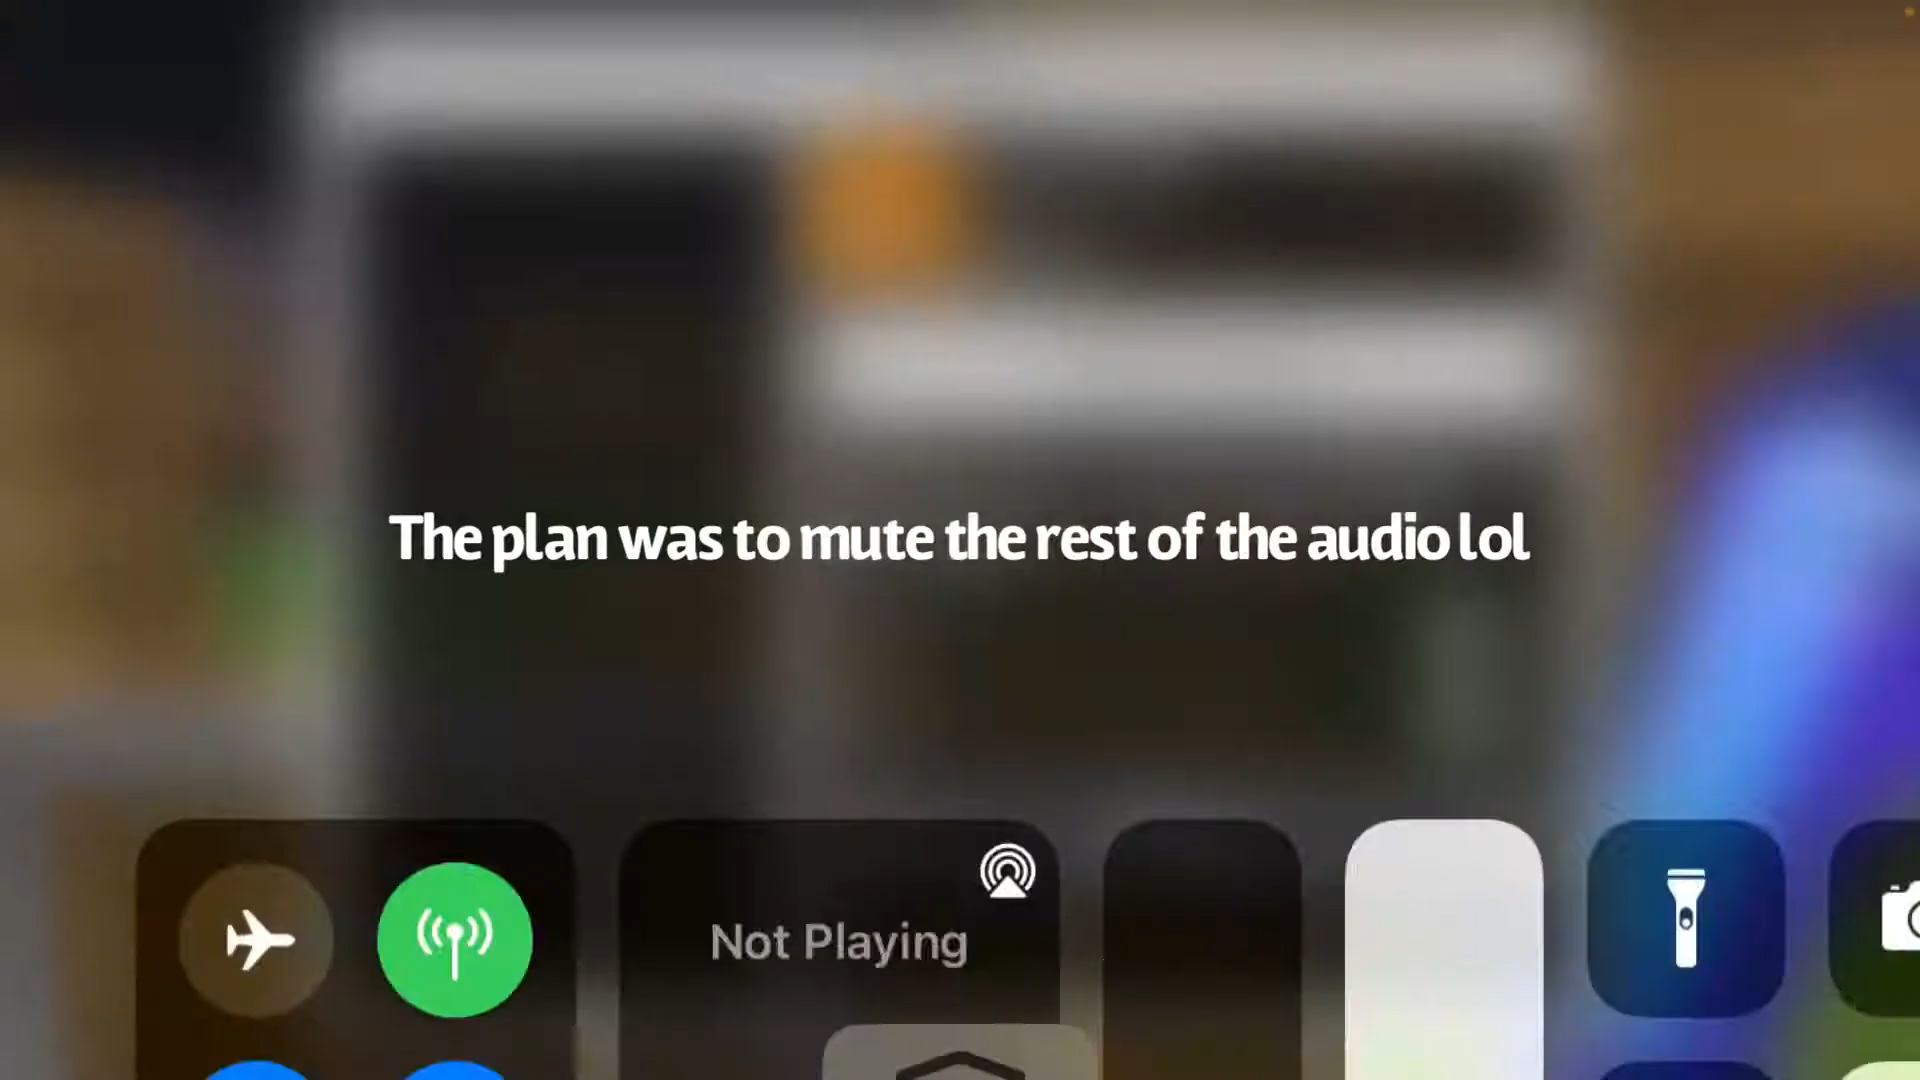 The plan was to mute the rest of the audio lol
Not Playing